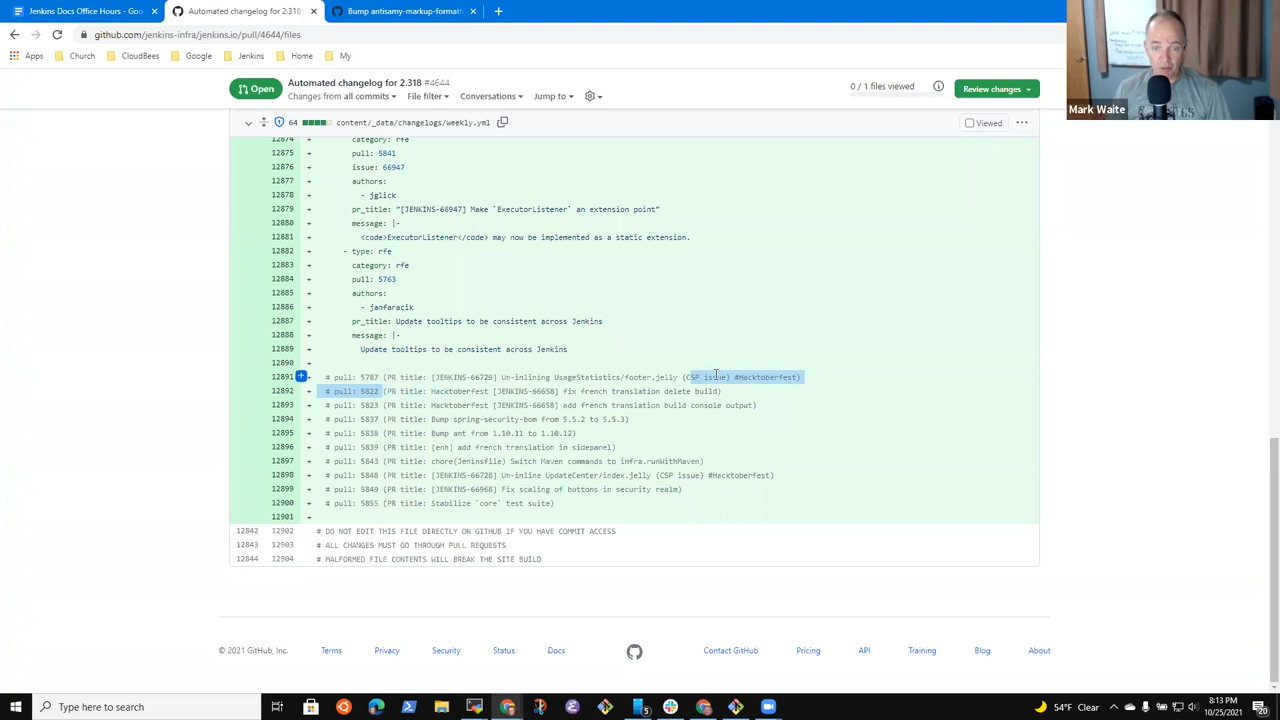 Jenkins Docs Office Hours - Goo
Automated changelog for 2.318
Bump antisamy-markup-formatt
github.com/jenkins-infra/jenkins.io/pull/4644/files
Apps
Church
CloudBees
Google
Jenkins
Home
My
Open
Automated changelog for 2.318 #4644
Changes from all commits
File filter
Conversations
Jump to
0 / 1 files viewed
Review changes
Mark Waite
64
content/_data/changelogs/weekly.yml
Viewed
12874 + category: rfe
12875 + pull: 5841
12876 + issue: 66947
12877 + authors:
12878 + - jglick
12879 + pr_title: "[JENKINS-66947] Make `ExecutorListener` an extension point"
12880 + message: |-
12881 + <code>ExecutorListener</code> may now be implemented as a static extension.
12882 + - type: rfe
12883 + category: rfe
12884 + pull: 5763
12885 + authors:
12886 + - janfaracik
12887 + pr_title: Update tooltips to be consistent across Jenkins
12888 + message: |-
12889 + Update tooltips to be consistent across Jenkins
12890 +
12891 + # pull: 5787 (PR title: [JENKINS-66729] Un-inlining UsageStatistics/footer.jelly (CSP issue) #Hacktoberfest)
12892 + # pull: 5822 (PR title: Hacktoberfest [JENKINS-66658] fix french translation delete build)
12893 + # pull: 5823 (PR title: Hacktoberfest [JENKINS-66658] add french translation build console output)
12894 + # pull: 5837 (PR title: Bump spring-security-bom from 5.5.2 to 5.5.3)
12895 + # pull: 5838 (PR title: Bump ant from 1.10.11 to 1.10.12)
12896 + # pull: 5839 (PR title: [enh] add french translation in sidepanel)
12897 + # pull: 5843 (PR title: chore(Jeninsfile) Switch Maven commands to infra.runWithMaven)
12898 + # pull: 5848 (PR title: [JENKINS-66728] Un-inline UpdateCenter/index.jelly (CSP issue) #Hacktoberfest)
12899 + # pull: 5849 (PR title: [JENKINS-66968] Fix scaling of buttons in security realm)
12900 + # pull: 5855 (PR title: Stabilize `core` test suite)
12901 +
12842 12902 # DO NOT EDIT THIS FILE DIRECTLY ON GITHUB IF YOU HAVE COMMIT ACCESS
12843 12903 # ALL CHANGES MUST GO THROUGH PULL REQUESTS
12844 12904 # MALFORMED FILE CONTENTS WILL BREAK THE SITE BUILD
© 2021 GitHub, Inc.
Terms
Privacy
Security
Status
Docs
Contact GitHub
Pricing
API
Training
Blog
About
Type here to search
5
54°F Clear
8:13 PM
10/25/2021
20